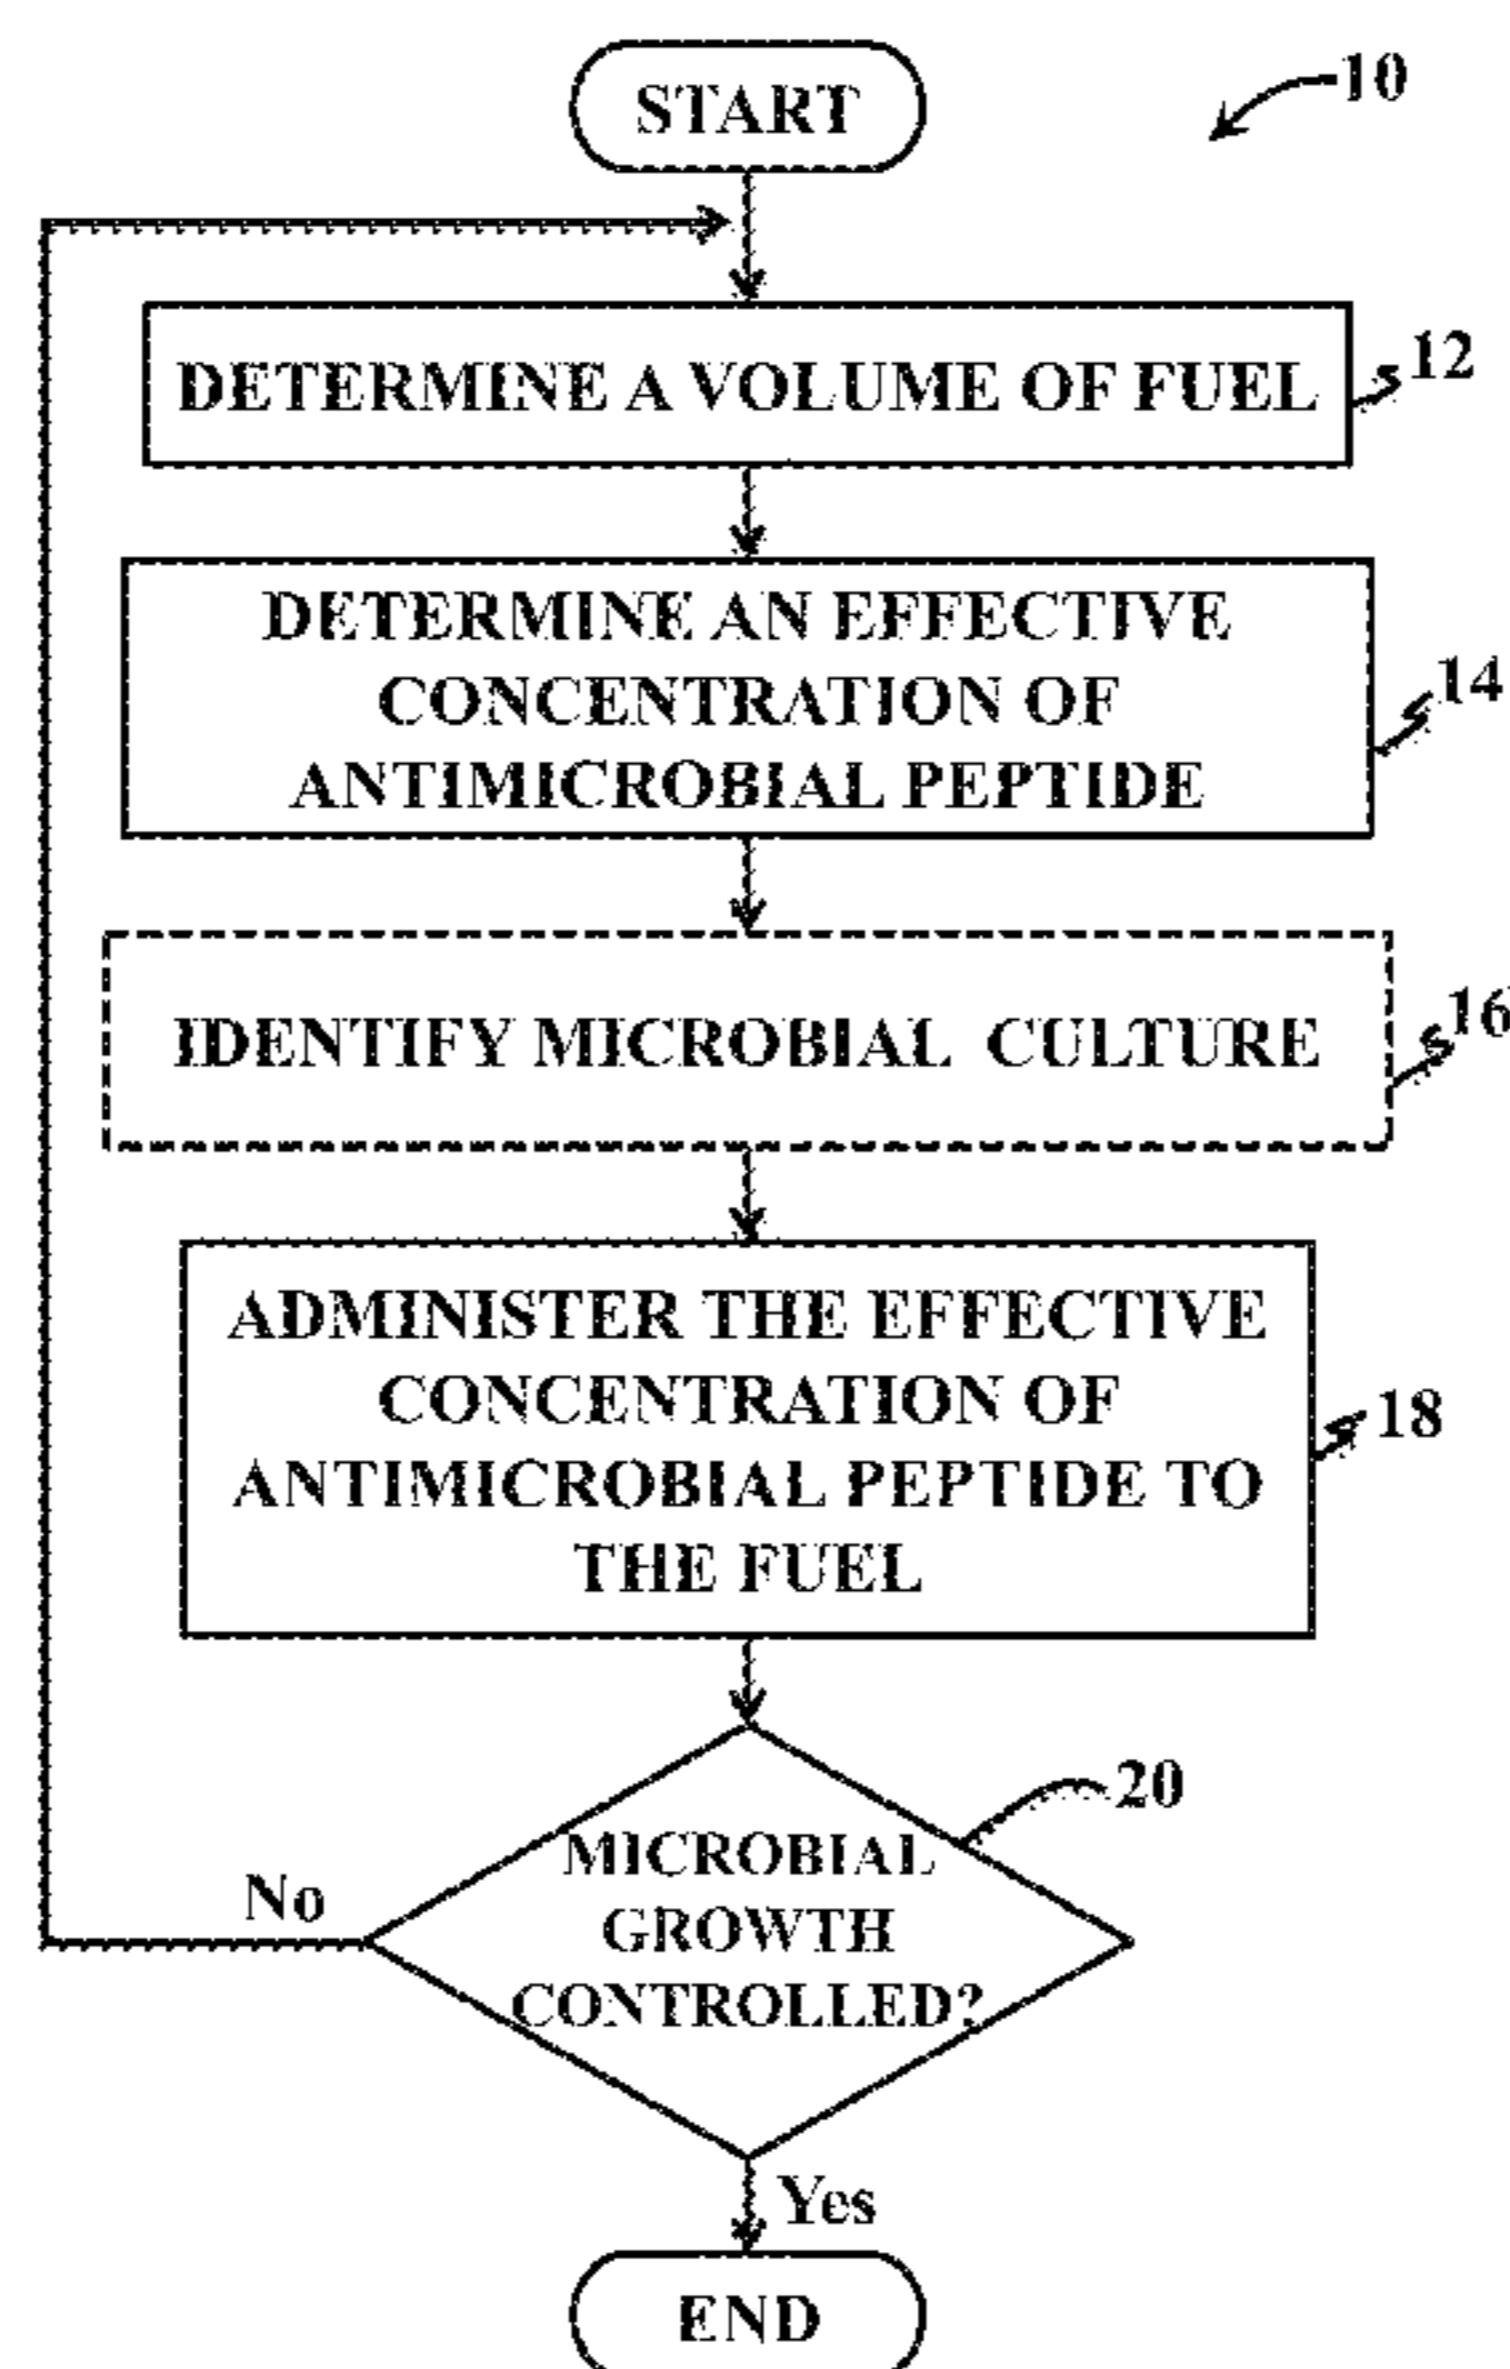 START
10
DETERMINE A VOLUME OF FUEL
12
DETERMINE AN EFFECTIVE
CONCENTRATION OF
ANTIMICROBIAL PEPTIDE
14
IDENTIFY MICROBIAL CULTURE
16
ADMINISTER THE EFFECTIVE
CONCENTRATION OF
ANTIMICROBIAL PEPTIDE TO
THE FUEL
18
20
MICROBIAL
GROWTH
CONTROLLED?
No
Yes
END